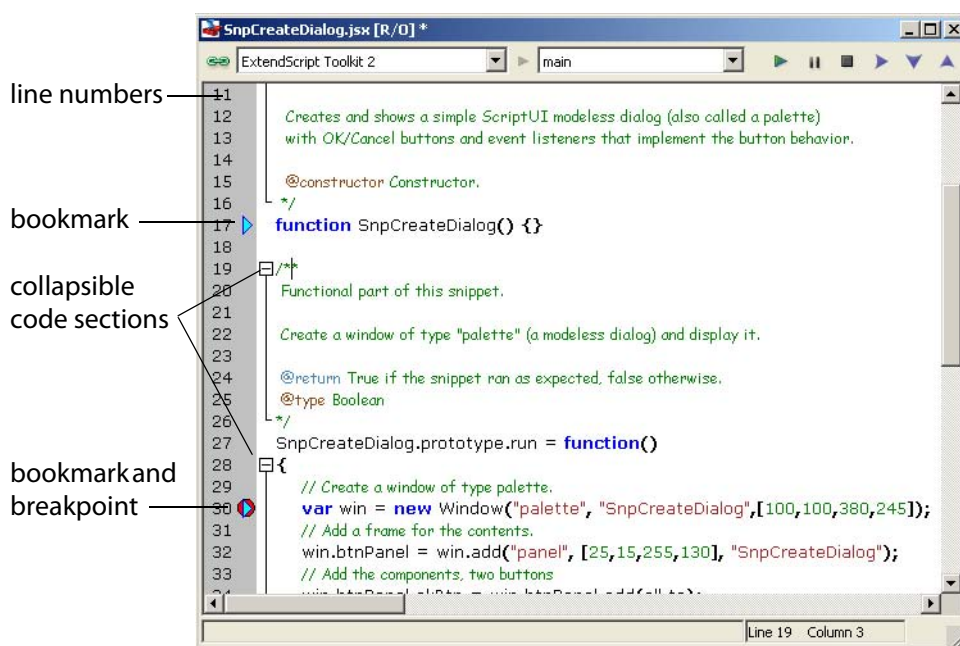 SnpCreateDialog.jsx [R/O] *
ExtendScript Toolkit 2
main
line numbers
bookmark
collapsible
code sections
bookmark and
breakpoint
11
12 Creates and shows a simple ScriptUI modeless dialog (also called a palette)
13 with OK/Cancel buttons and event listeners that implement the button behavior.
14
15 @constructor Constructor.
16 */
17 function SnpCreateDialog() {}
18
19 /**
20 Functional part of this snippet.
21
22 Create a window of type "palette" (a modeless dialog) and display it.
23
24 @return True if the snippet ran as expected, false otherwise.
25 @type Boolean
26 */
27 SnpCreateDialog.prototype.run = function()
28 {
29 // Create a window of type palette.
30 var win = new Window("palette", "SnpCreateDialog",[100,100,380,245]);
31 // Add a frame for the contents.
32 win.btnPanel = win.add("panel", [25,15,255,130], "SnpCreateDialog");
33 // Add the components, two buttons
Line 19 Column 3